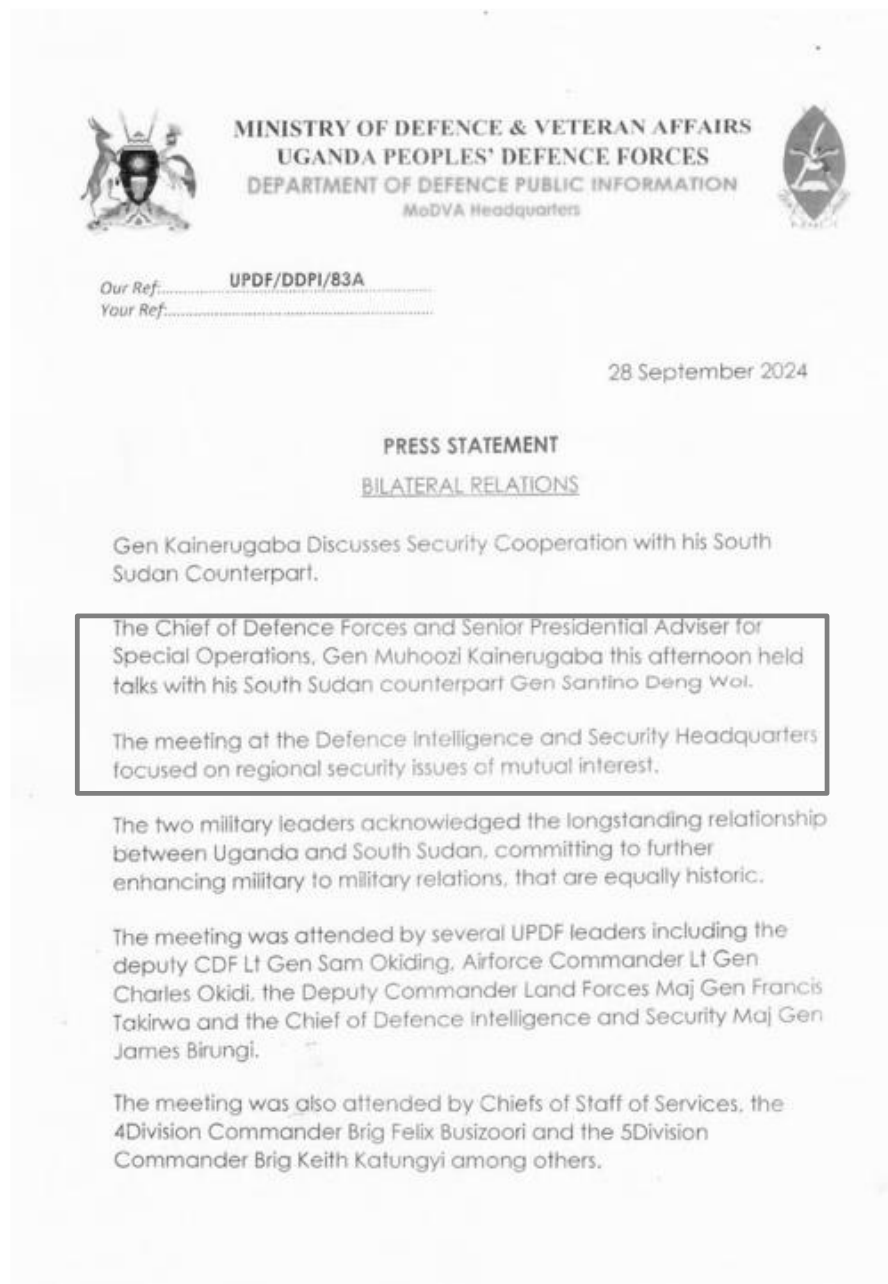 MINISTRY OF DEFENCE & VETERAN AFFAIRS
UGANDA PEOPLES' DEFENCE FORCES
DEPARTMENT OF DEFENCE PUBLIC INFORMATION
MoDVA Headquarters
Our Ref:............UPDF/DDPI/83A............
Your Ref:........................................................
28 September 2024
PRESS STATEMENT
BILATERAL RELATIONS
Gen Kainerugaba Discusses Security Cooperation with his South
Sudan Counterpart.
The Chief of Defence Forces and Senior Presidential Adviser for
Special Operations, Gen Muhoozi Kainerugaba this afternoon held
talks with his South Sudan counterpart Gen Santino Deng Wol.
The meeting at the Defence Intelligence and Security Headquarters
focused on regional security issues of mutual interest.
The two military leaders acknowledged the longstanding relationship
between Uganda and South Sudan, committing to further
enhancing military to military relations, that are equally historic.
The meeting was attended by several UPDF leaders including the
deputy CDF Lt Gen Sam Okiding, Airforce Commander Lt Gen
Charles Okidi, the Deputy Commander Land Forces Maj Gen Francis
Takirwa and the Chief of Defence Intelligence and Security Maj Gen
James Birungi.
The meeting was also attended by Chiefs of Staff of Services, the
4Division Commander Brig Felix Busizoori and the 5Division
Commander Brig Keith Katungyi among others.